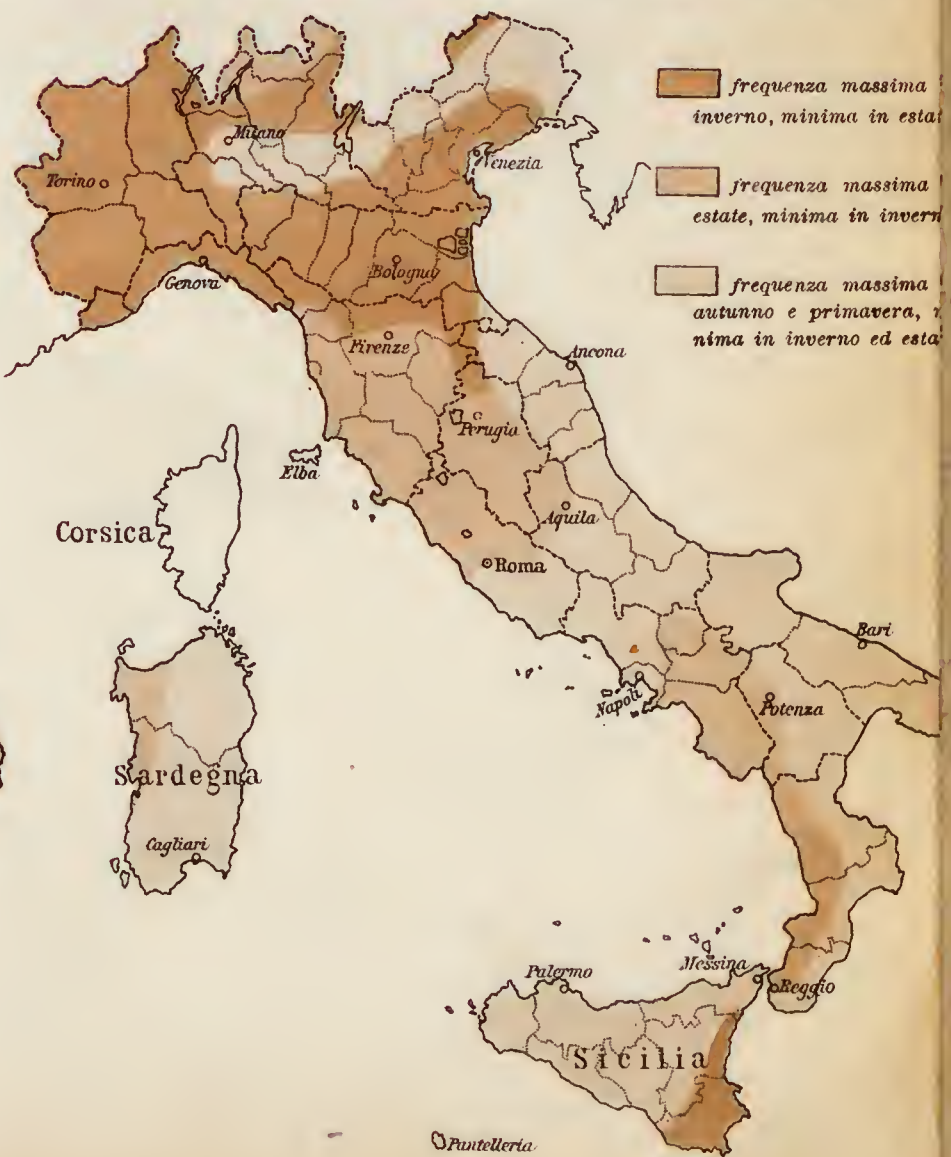 frequenza massima
inverno, minima in estat
frequenza massima
estate, minima in invern
frequenza massima
autunno e primavera,
nima in inverno ed esta
Milano
Venezia
Torino
Bologna
Genova
Firenze
Ancona
Perugia
Elba
Aquila
Corsica
Roma
Bari
Napoli
Potenza
Sardegna
Cagliari
Palermo
Messina
Reggio
Sicilia
Pantelleria